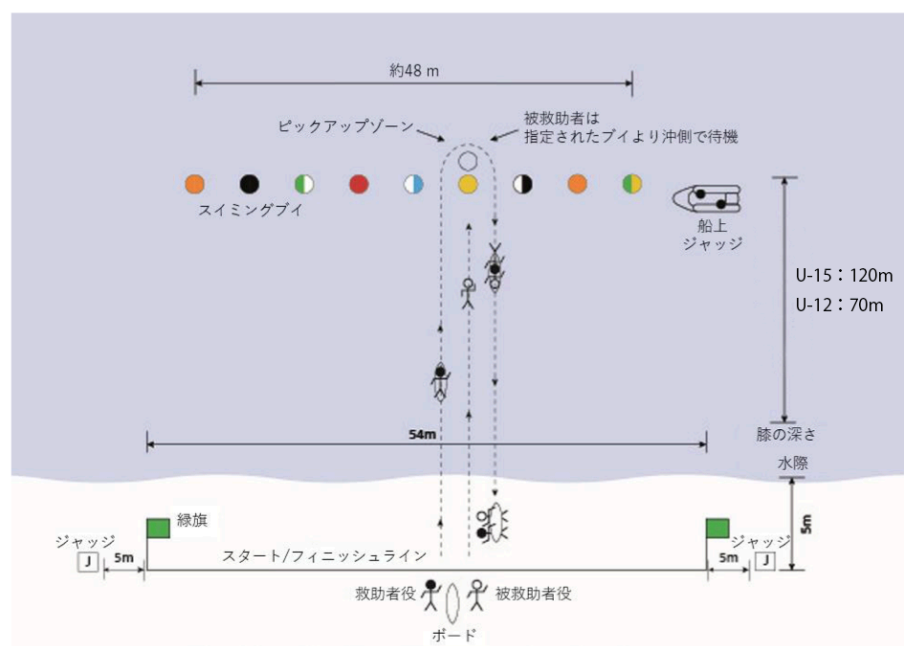 約48 m
ピックアップゾーン
被救助者は
指定されたブイより沖側で待機
スイミングブイ
船上
ジャッジ
U-15：120m
U-12：70m
膝の深さ
54m
水際
5m
緑旗
ジャッジ
J
5m
スタート/フィニッシュライン
ジャッジ
5m
J
救助者役
被救助者役
ボード